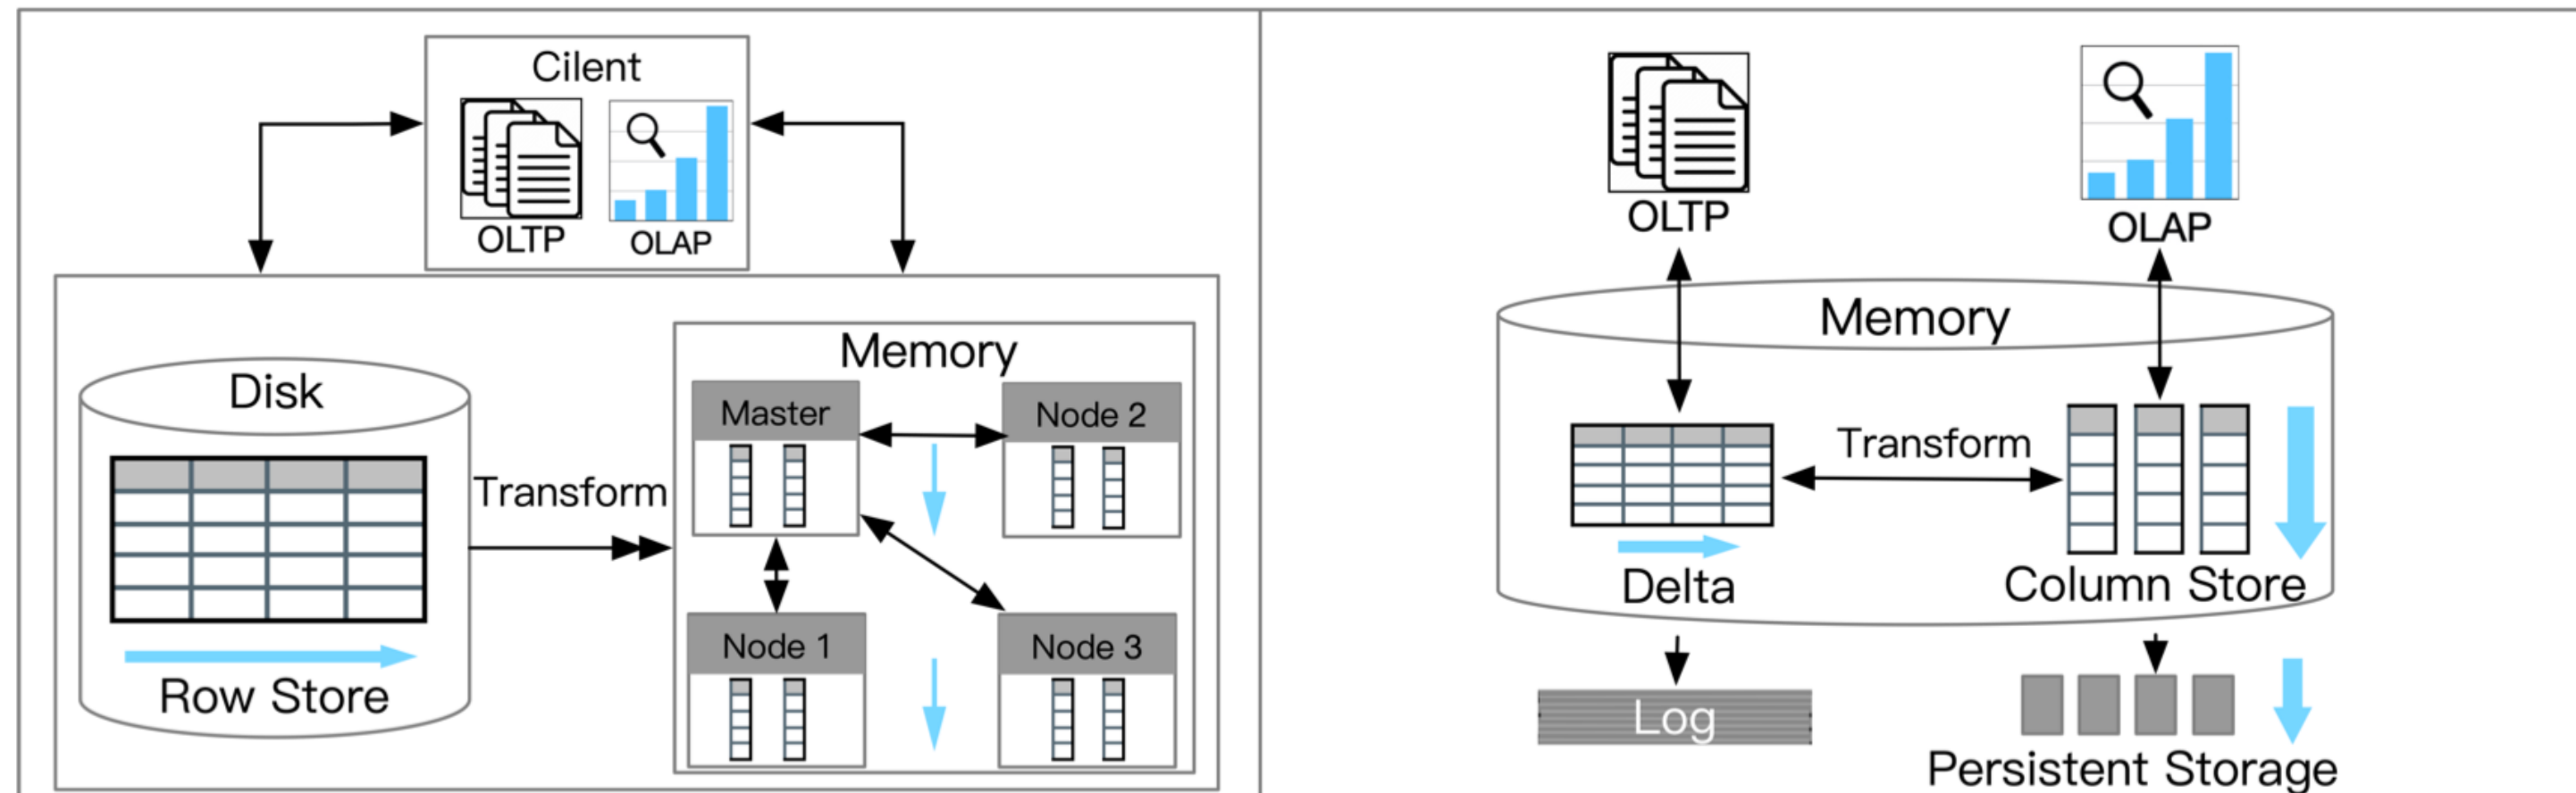 Cilent
OLTP
OLAP
Disk
Row Store
Transform
Memory
Master
Node 2
Node 1
Node 3
OLTP
OLAP
Memory
Transform
Delta
Column Store
Log
Persistent Storage